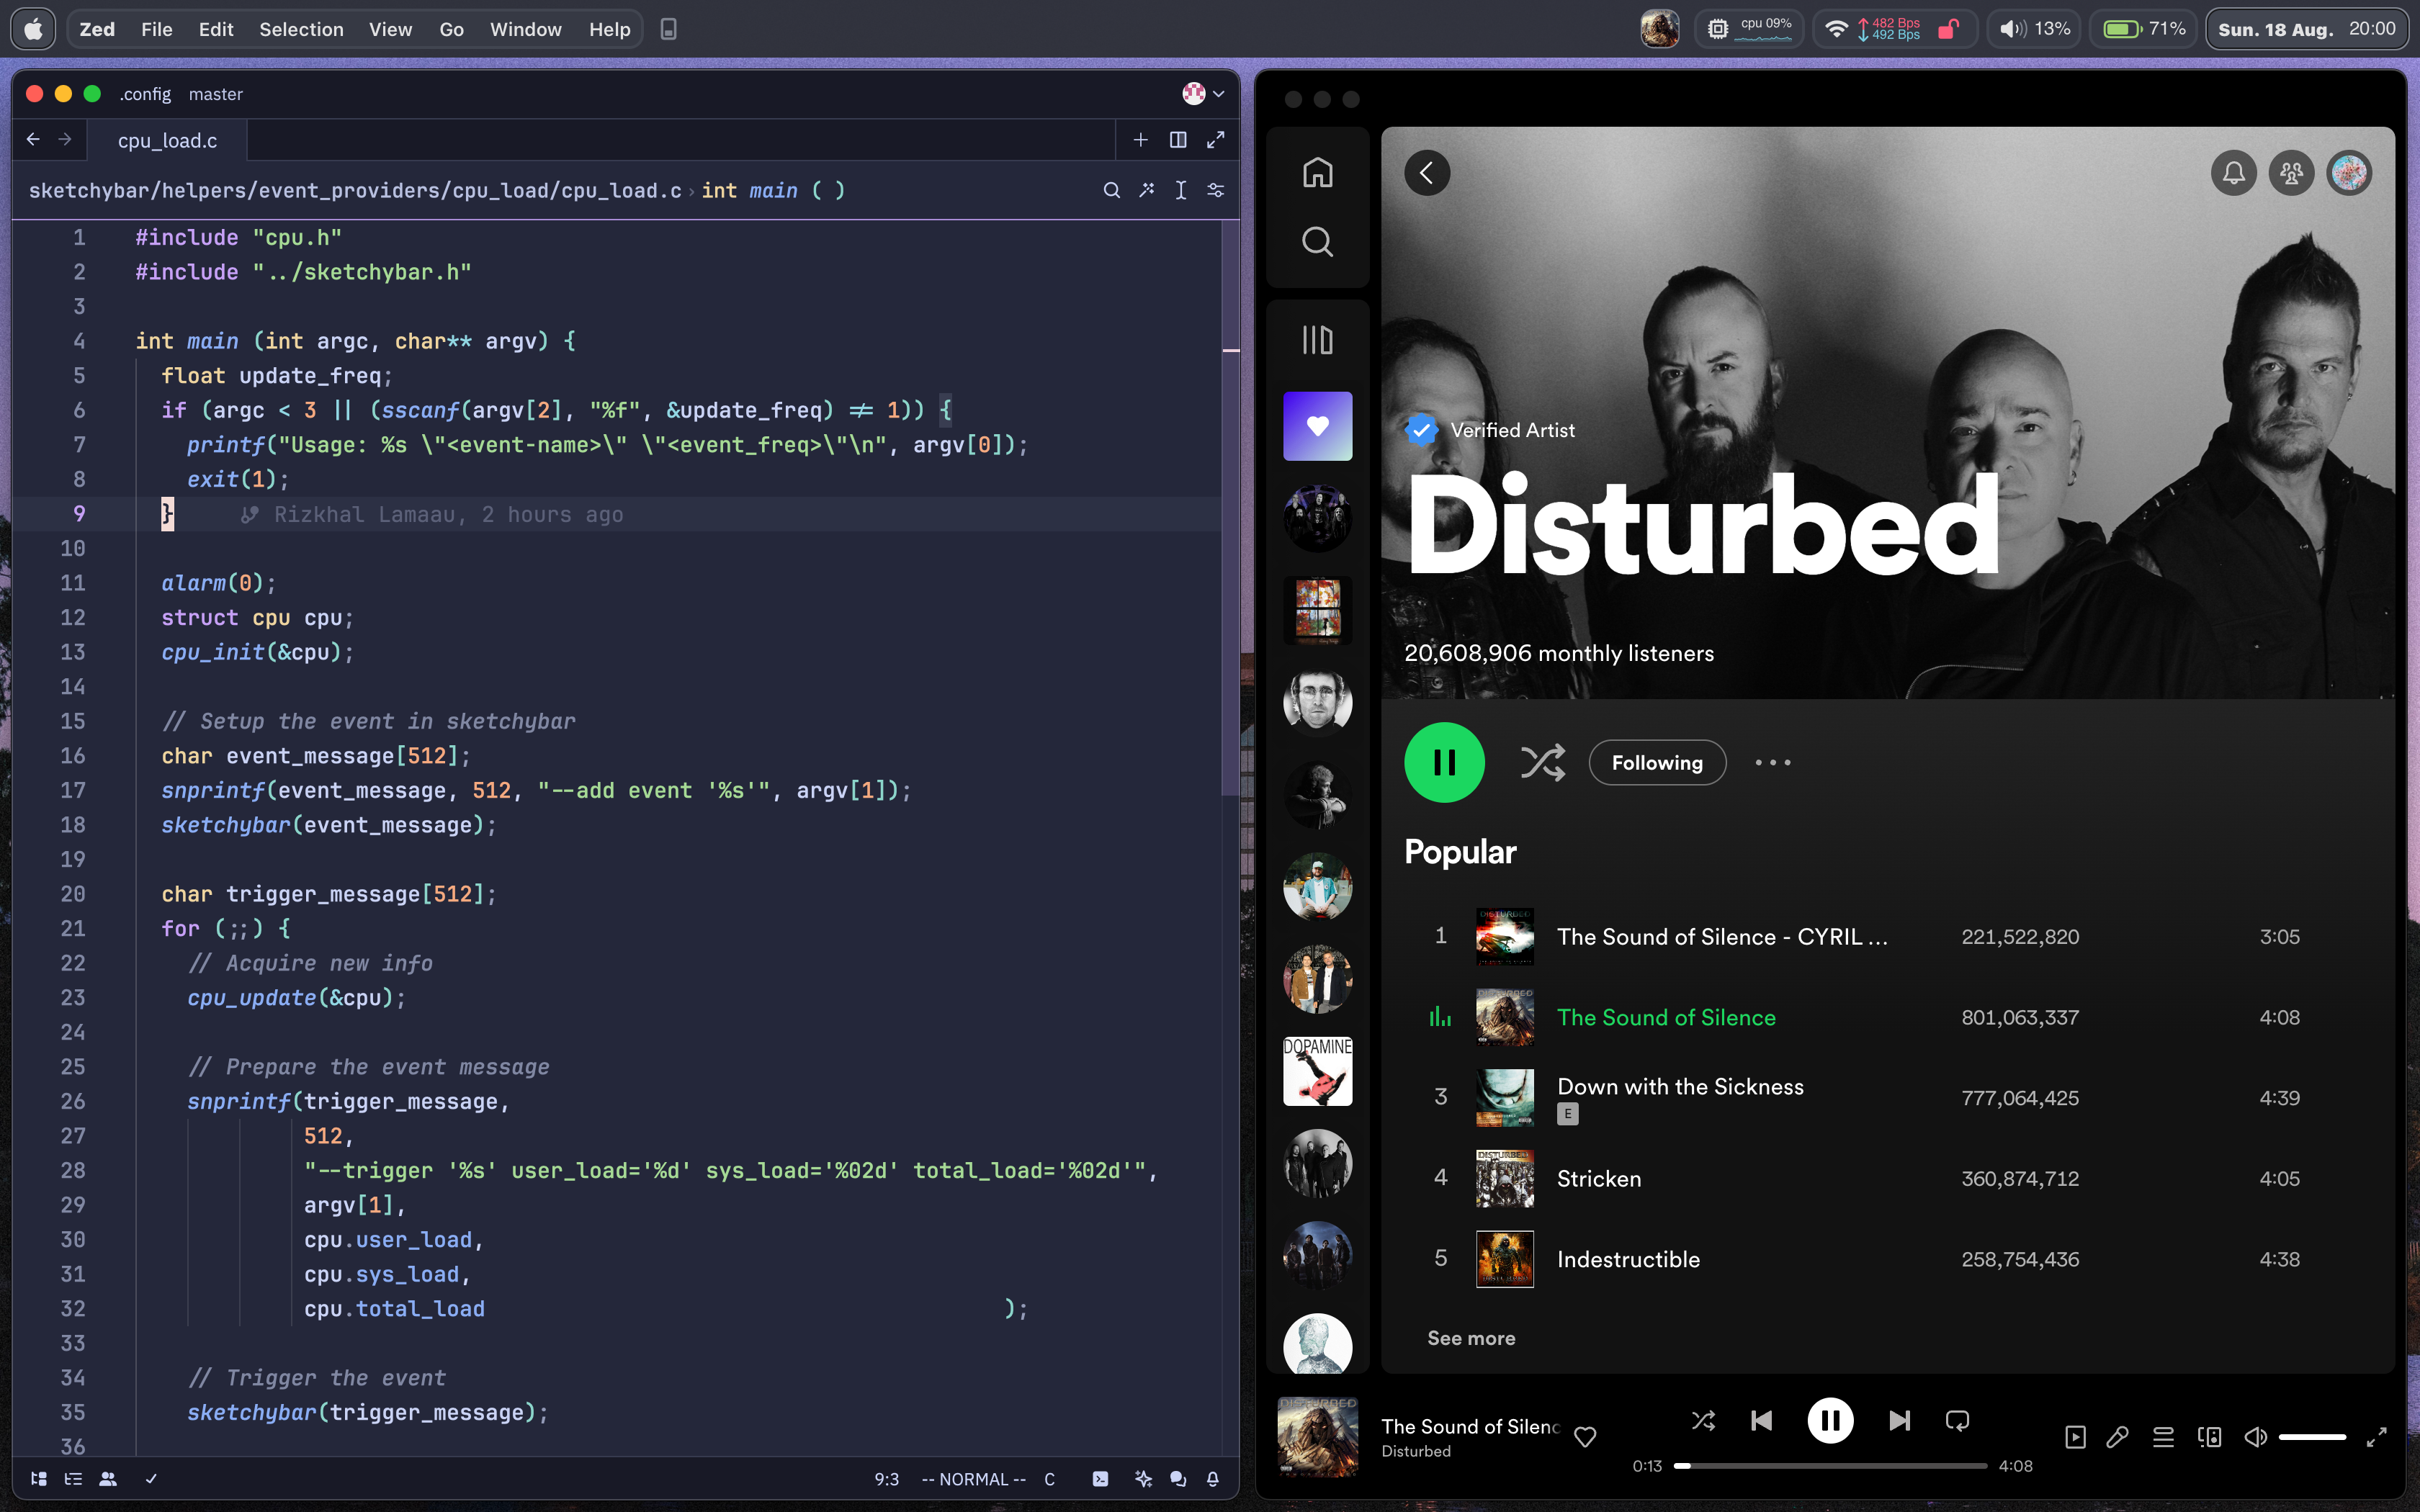 Zed File Edit Selection View Go Window Help
cpu 09%
482 Bps
492 Bps
13%
71%
Sun. 18 Aug. 20:00
.config master
cpu_load.c
sketchybar/helpers/event_providers/cpu_load/cpu_load.c › int main ( )
1 #include "cpu.h"
2 #include "../sketchybar.h"
3
4 int main (int argc, char** argv) {
5 float update_freq;
6 if (argc < 3 || (sscanf(argv[2], "%f", &update_freq) != 1)) {
7 printf("Usage: %s \"<event-name>\" \"<event_freq>\"\n", argv[0]);
8 exit(1);
9 } Rizkhal Lamaau, 2 hours ago
10
11 alarm(0);
12 struct cpu cpu;
13 cpu_init(&cpu);
14
15 // Setup the event in sketchybar
16 char event_message[512];
17 snprintf(event_message, 512, "--add event '%s'", argv[1]);
18 sketchybar(event_message);
19
20 char trigger_message[512];
21 for (;;) {
22 // Acquire new info
23 cpu_update(&cpu);
24
25 // Prepare the event message
26 snprintf(trigger_message,
27 512,
28 "--trigger '%s' user_load='%d' sys_load='%02d' total_load='%02d'",
29 argv[1],
30 cpu.user_load,
31 cpu.sys_load,
32 cpu.total_load );
33
34 // Trigger the event
35 sketchybar(trigger_message);
36
9:3 -- NORMAL -- C
DOPAMINE
Verified Artist
Disturbed
20,608,906 monthly listeners
Following
Popular
1 The Sound of Silence - CYRIL ... 221,522,820 3:05
The Sound of Silence 801,063,337 4:08
3 Down with the Sickness 777,064,425 4:39
E
4 Stricken 360,874,712 4:05
5 Indestructible 258,754,436 4:38
See more
DISTURBED
The Sound of Silenc
Disturbed
0:13 4:08